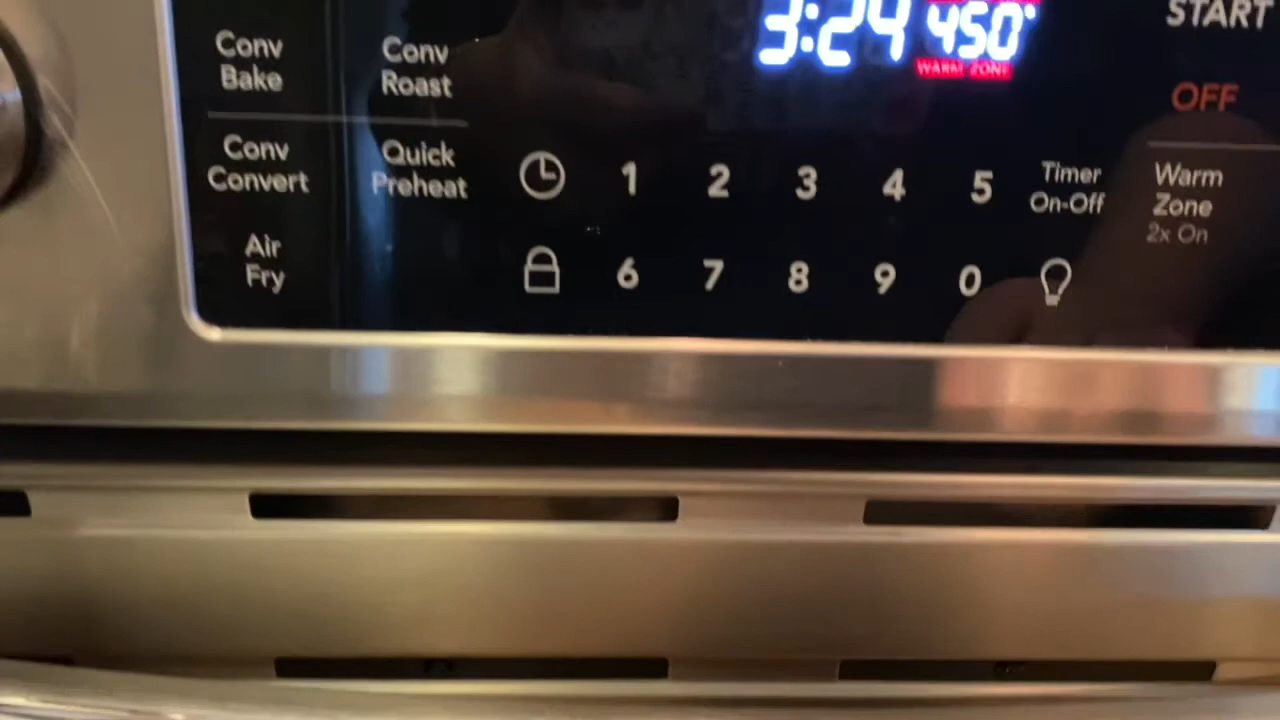 3:24 450°
WARM ZONE
START
OFF
Conv
Bake
Conv
Roast
Conv
Convert
Quick
Preheat
Air
Fry
1 2 3 4 5
Timer
On-Off
Warm
Zone
2x On
6 7 8 9 0